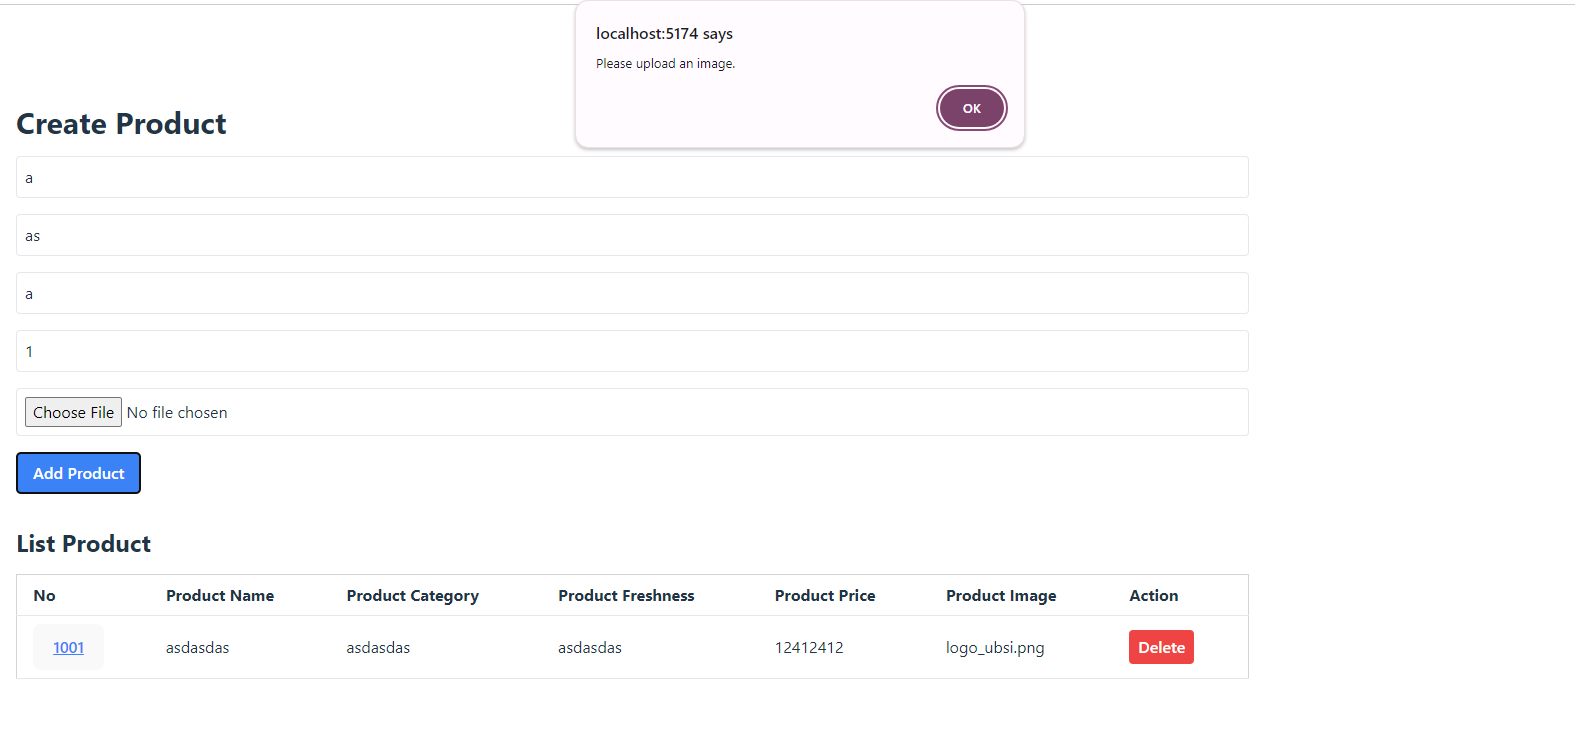 localhost:5174 says
Please upload an image.
OK
Create Product
a
as
a
1
Choose File No file chosen
Add Product
List Product
No Product Name Product Category Product Freshness Product Price Product Image Action
1001 asdasdas asdasdas asdasdas 12412412 logo_ubsi.png Delete